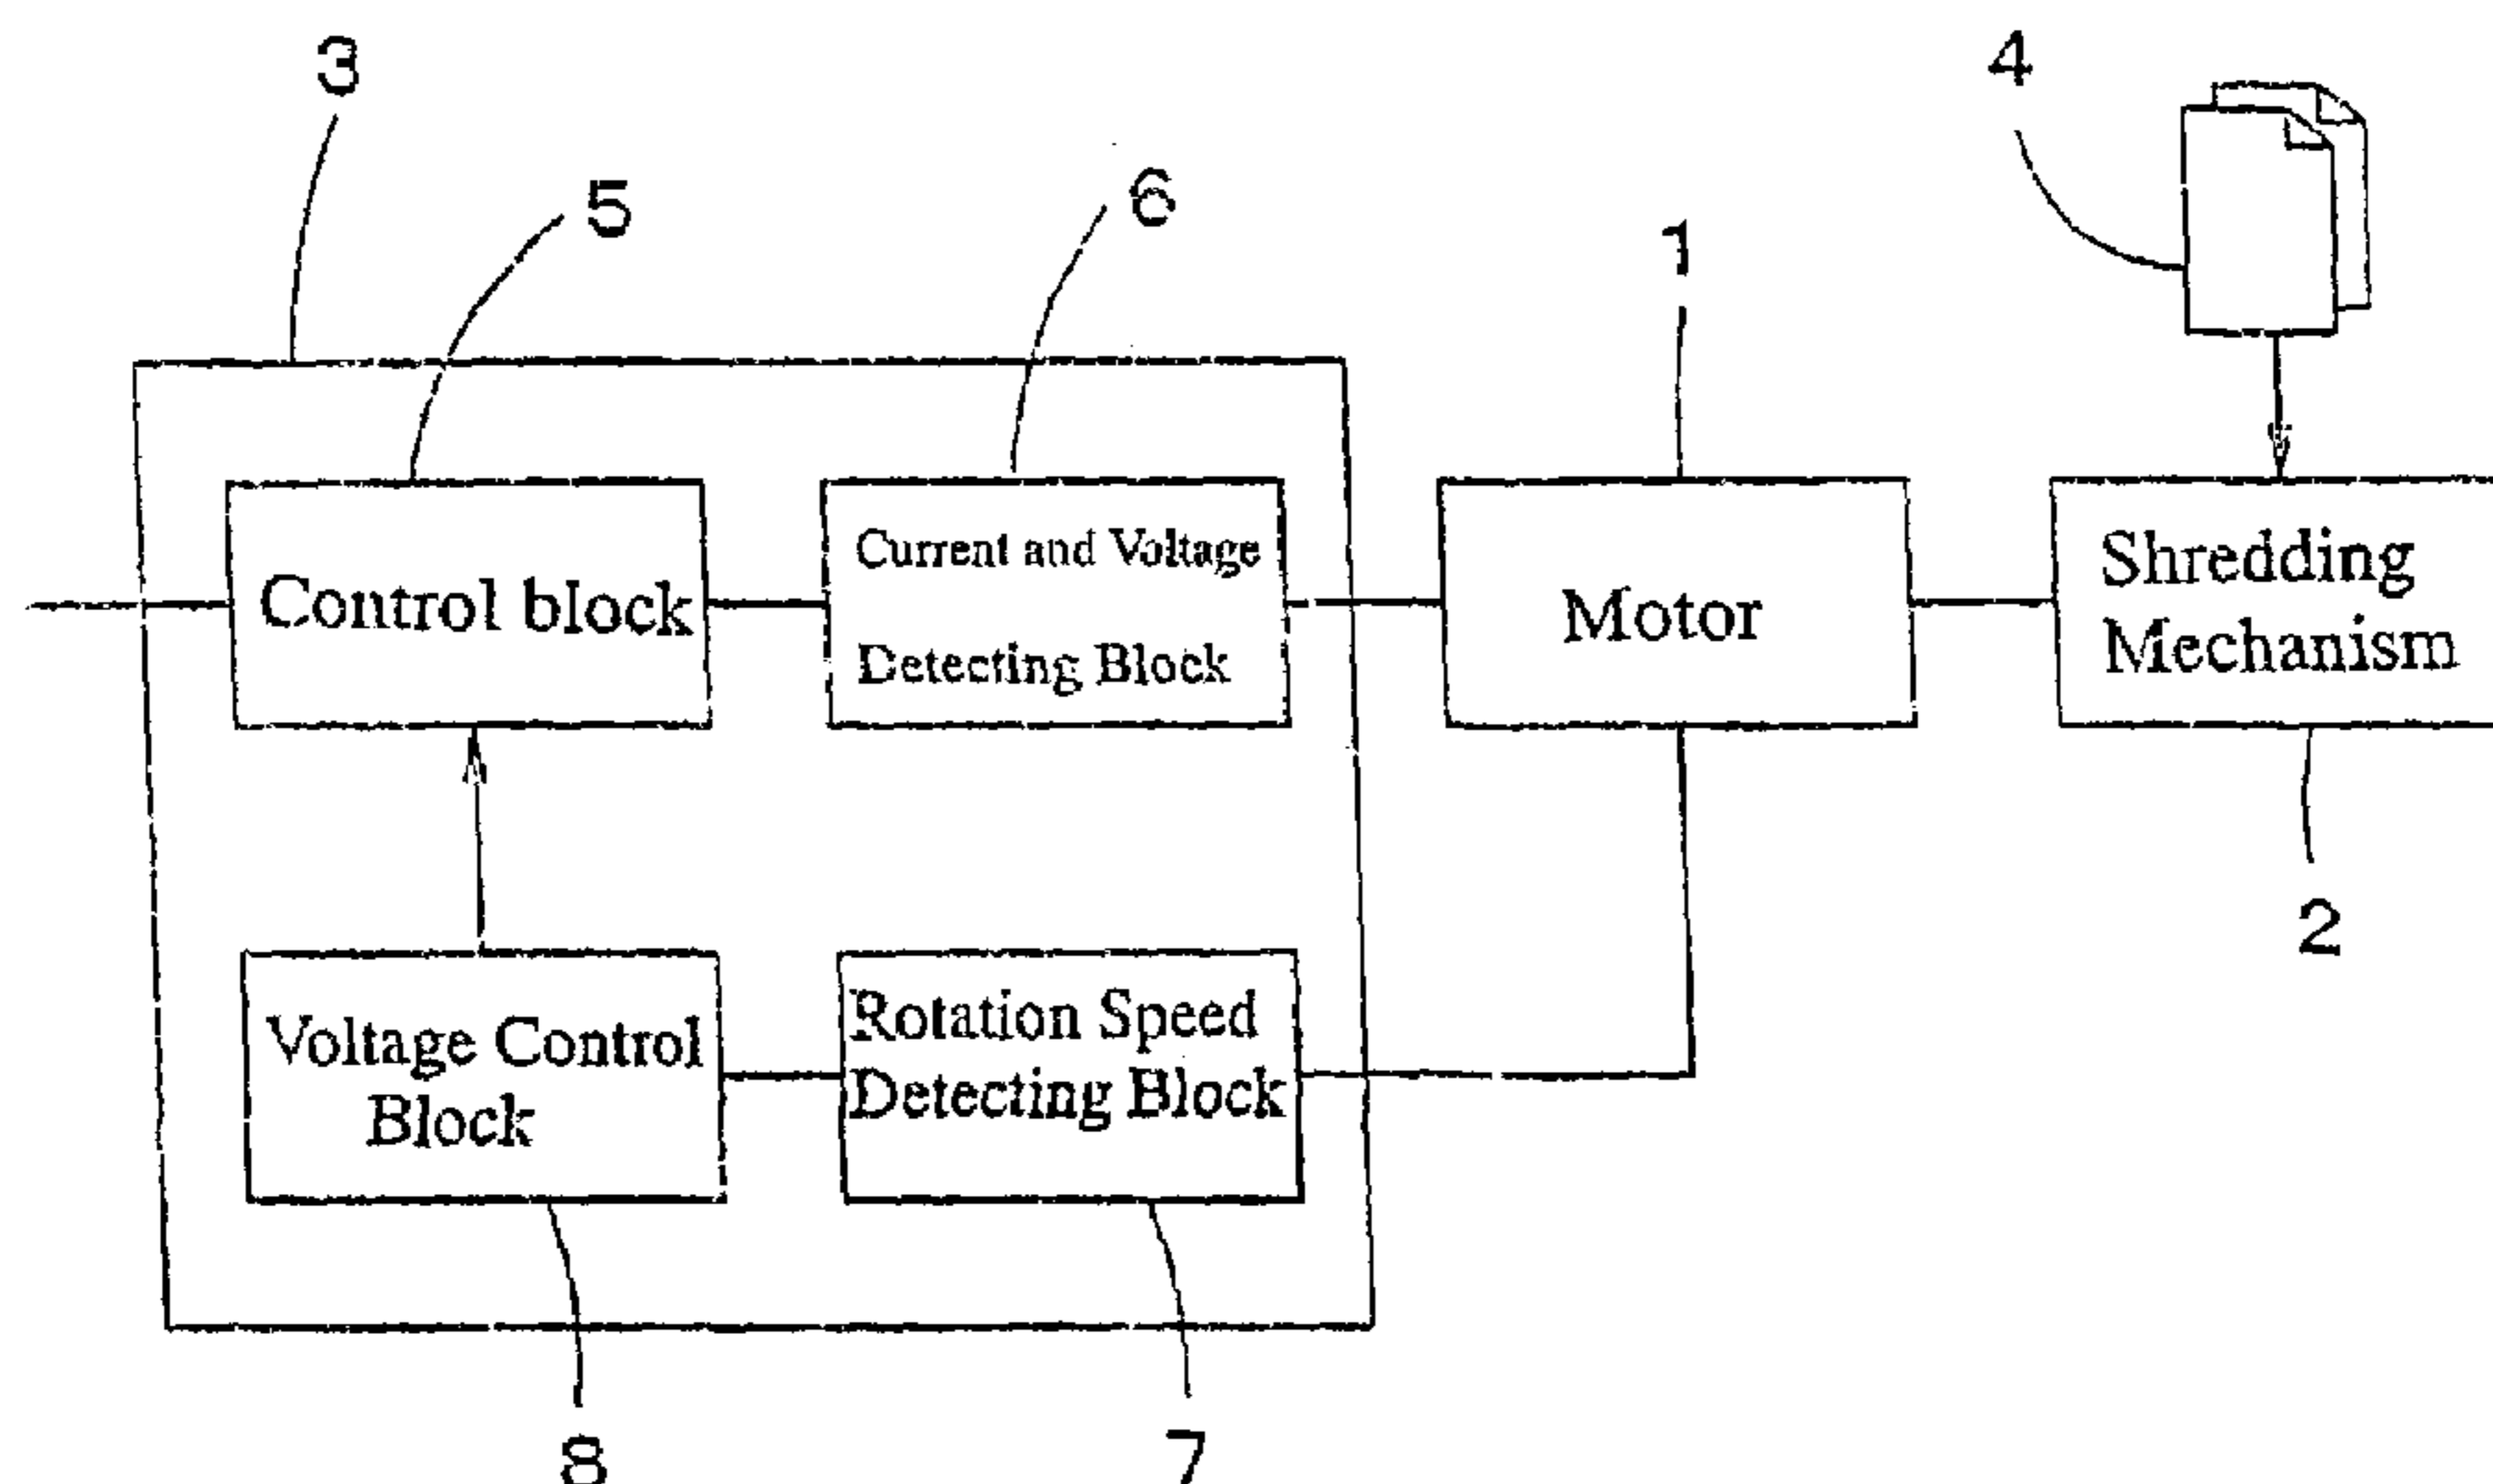 3
4
5
6
1
Control block
Current and Voltage
Detecting Block
Motor
Shredding
Mechanism
2
Voltage Control
Block
Rotation Speed
Detecting Block
8
7